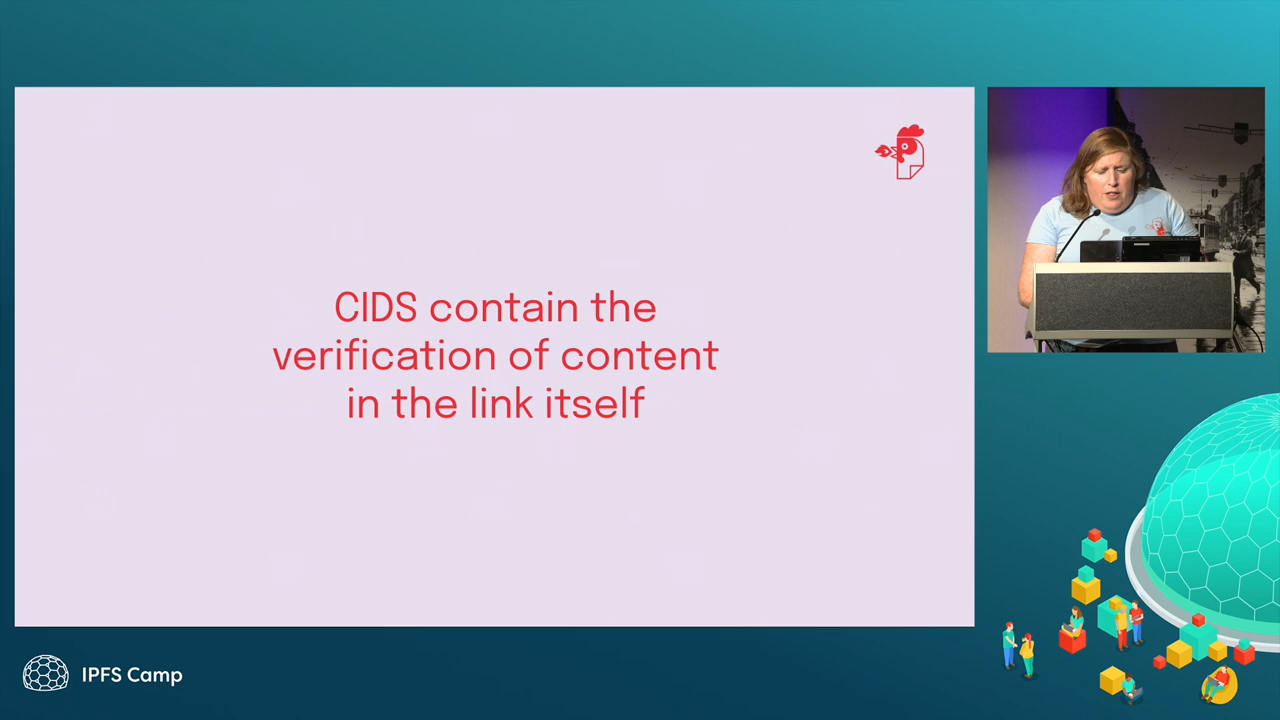 CIDS contain the
verification of content
in the link itself
IPFS Camp